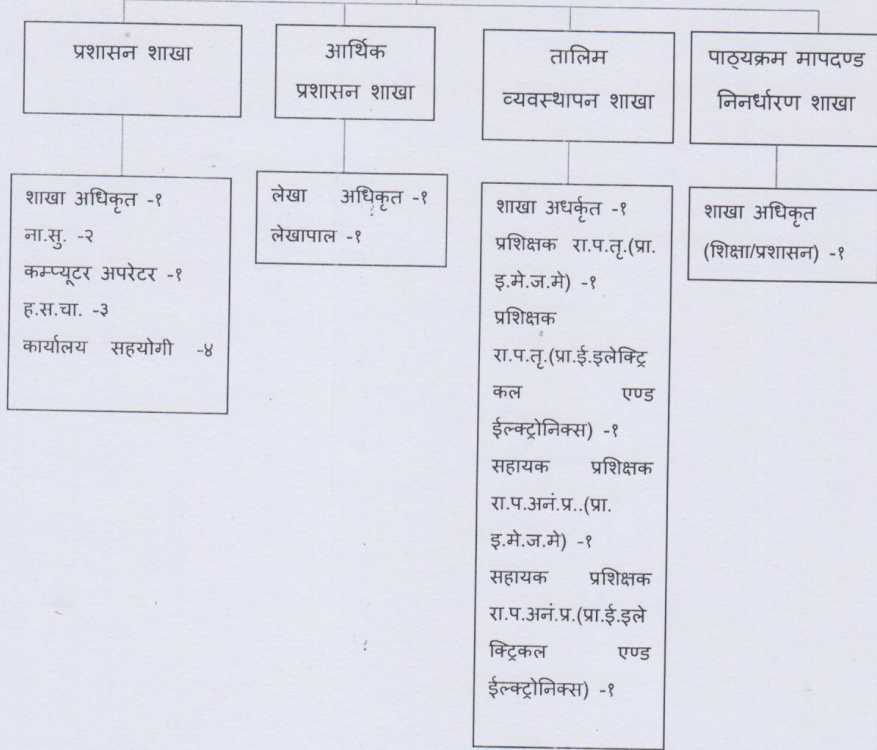 प्रशासन शाखा
आर्थिक
प्रशासन शाखा
तालिम
व्यवस्थापन शाखा
पाठ्यक्रम मापदण्ड
निनर्धारण शाखा
शाखा अधिकृत -१
ना.सु. -२
कम्प्यूटर अपरेटर -१
ह.स.चा. -३
कार्यालय सहयोगी -४
लेखा अधिकृत -१
लेखापाल -१
शाखा अधर्कृत -१
प्रशिक्षक रा.प.तृ.(प्रा.
इ.मे.ज.मे) -१
प्रशिक्षक
रा.प.तृ.(प्रा.ई.इलेक्ट्रि
कल एण्ड
ईल्क्ट्रोनिक्स) -१
सहायक प्रशिक्षक
रा.प.अनं.प्र..(प्रा.
इ.मे.ज.मे) -१
सहायक प्रशिक्षक
रा.प.अनं.प्र.(प्रा.ई.इले
क्ट्रिकल एण्ड
ईल्क्ट्रोनिक्स) -१
शाखा अधिकृत
(शिक्षा/प्रशासन) -१